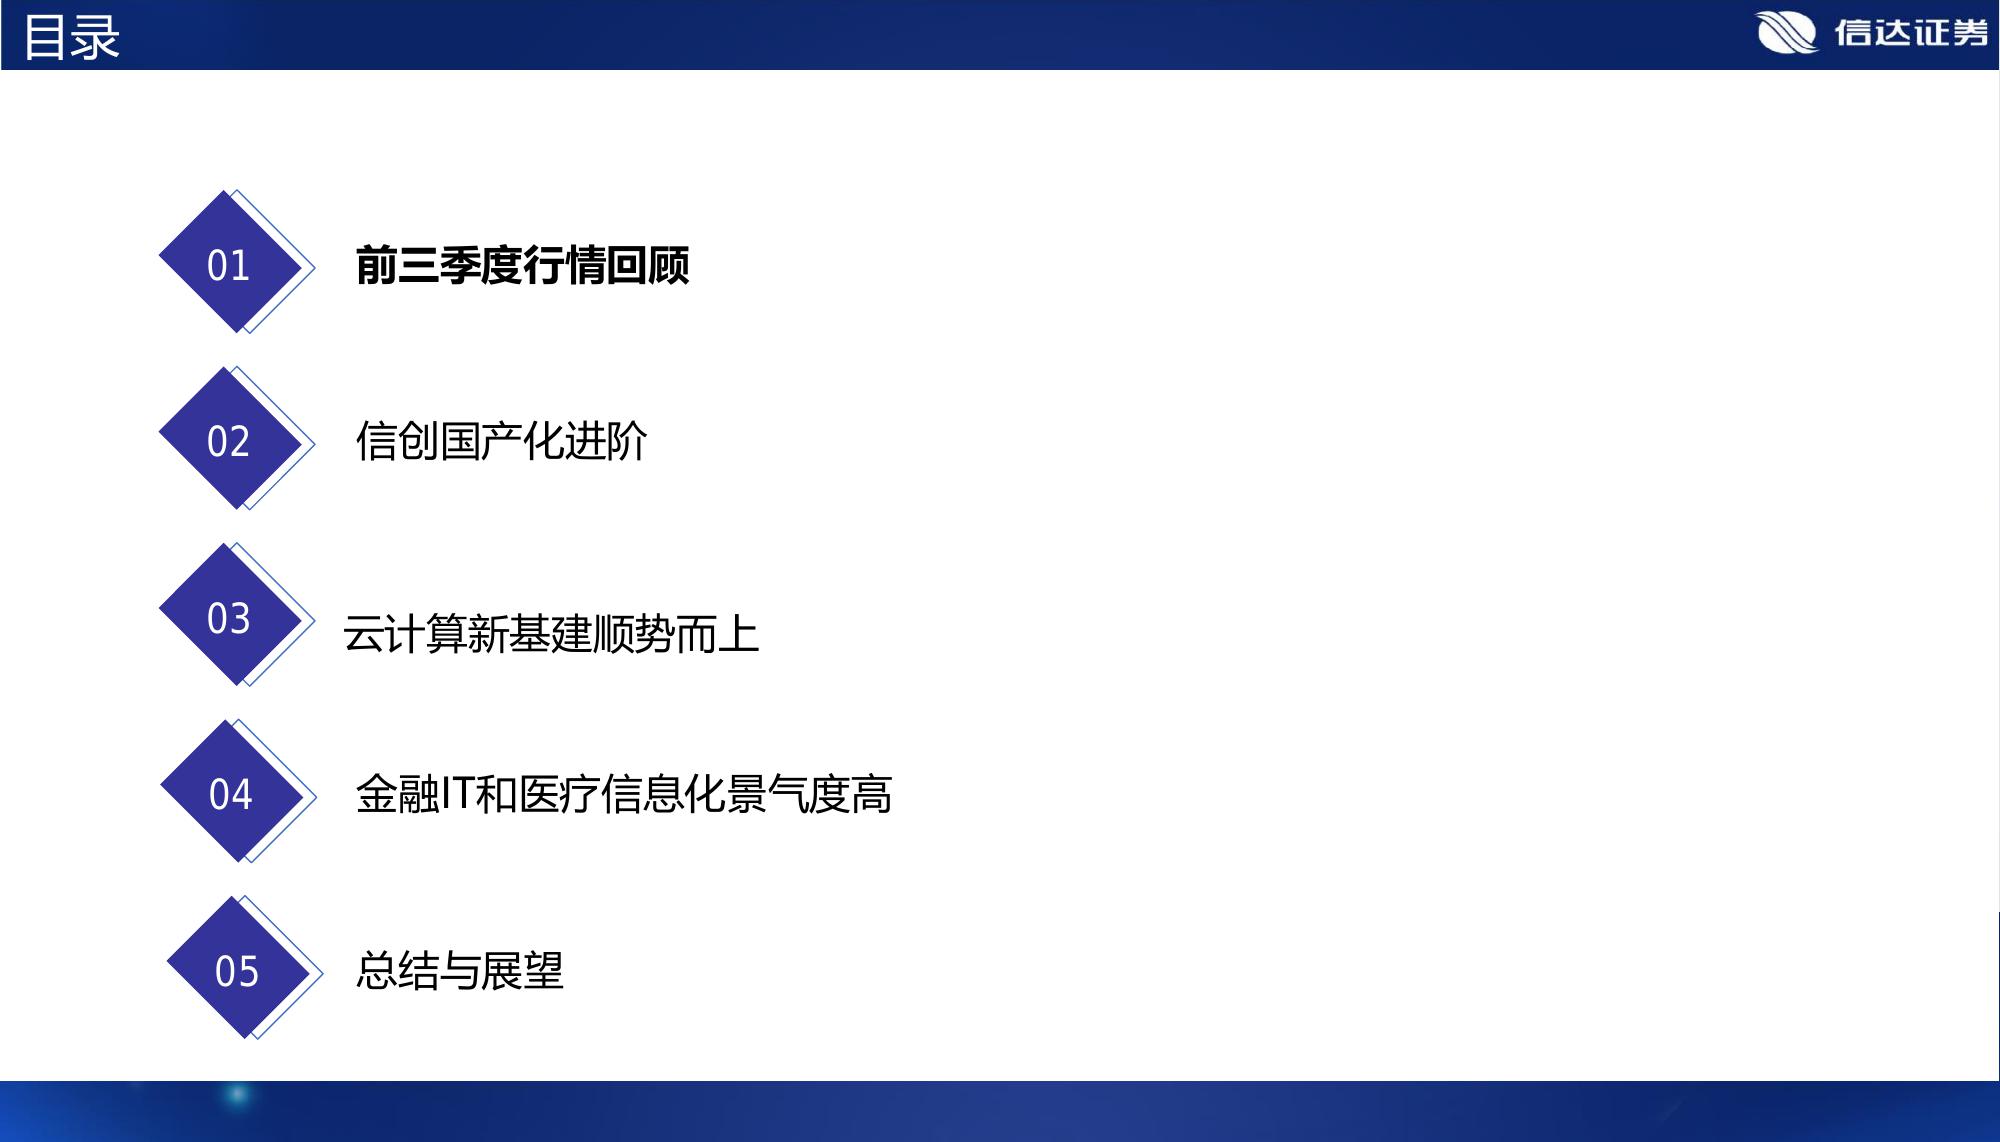 目录
信达证券
01
前三季度行情回顾
02
信创国产化进阶
03
云计算新基建顺势而上
04
金融IT和医疗信息化景气度高
05
总结与展望